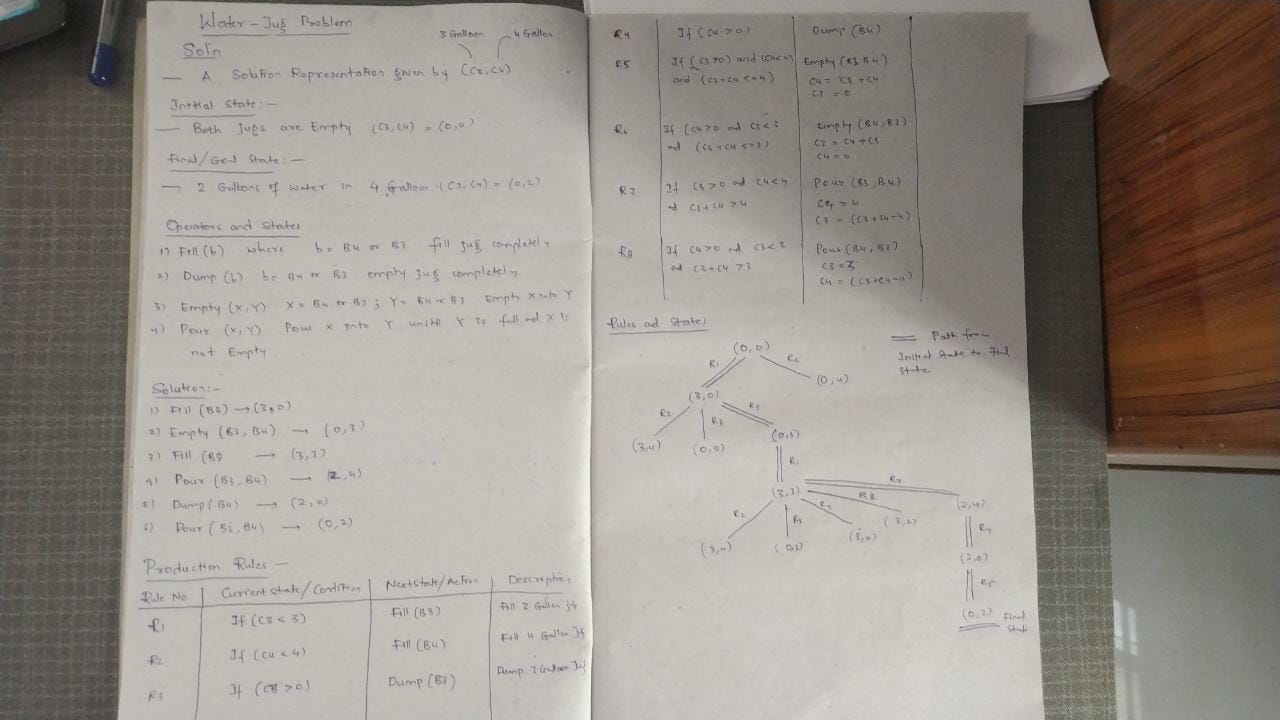 Water - Jug Problem
Soln
3 Galloon 4 Gallon
— A Solution Representation given by (C3, C4)
Initial State:-
— Both jugs are Empty (C3, C4) = (0,0)
Final/Goal State:-
→ 2 Gallons of water in 4 Galloon. (C3, C4) = (0,2)
Operators and States
1) Fill (b) where b = B4 or B3 fill jug completely
2) Dump (b) b = B4 or B3 empty jug completely
3) Empty (X, Y) X = B4 or B3 ; Y = B4 or B3 Empty X into Y
4) Pour (X, Y) Pour X into Y until Y is full and X is
not Empty
Solution:-
1) Fill (B3) → (3,0)
2) Empty (B3, B4) → (0,3)
3) Fill (B3 → (3,3)
4) Pour (B3, B4) → (2,4)
5) Dump (B4) → (2,0)
6) Pour (B3, B4) → (0,2)
Production Rules:-
Rule No Current State/Condition Next state/Action Description
R1 If (C3 < 3) Fill (B3) Fill 3 Gallon jug
R2 If (C4 < 4) Fill (B4) Fill 4 Gallon Jug
R3 If (C3 > 0) Dump (B3) Dump 3 Galloon Jug
R4 If (C4 > 0) Dump (B4)
R5 If (C3 > 0) and (C4 < 4) Empty (B3 B4)
and (C3 + C4 <= 4) C4 = C3 + C4
C3 = 0
R6 If (C4 > 0 ad C3 < 3 Empty (B4, B3)
ad (C3 + C4 <= 3) C3 = C4 + C3
C4 = 0
R7 If C3 > 0 ad C4 < 4 Pour (B3, B4)
ad C3 + C4 > 4 C4 = 4
C3 = (C3 + C4 - 4)
R8 If C4 > 0 ad C3 < 3 Pour (B4, B3)
ad C3 + C4 > 3 C3 = 3
C4 = (C3 + C4 - 4)
Rules ad States
Path from
Initial State to Final
State
(0,0)
R1 R2
(3,0) (0,4)
R2 R3 R5
(3,4) (0,0) (0,3)
R1
(3,3) R7
R2 R3 R7 R8 (2,4)
(3,4) (0,3) (3,0) (3,2) R4
(2,0)
R5
(0,2) Final
State